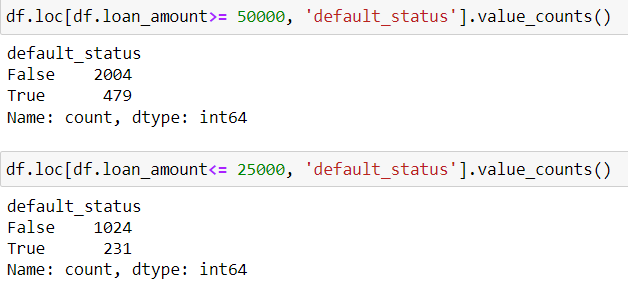 df.loc[df.loan_amount>= 50000, 'default_status'].value_counts()
default_status
False    2004
True      479
Name: count, dtype: int64
df.loc[df.loan_amount<= 25000, 'default_status'].value_counts()
default_status
False    1024
True      231
Name: count, dtype: int64